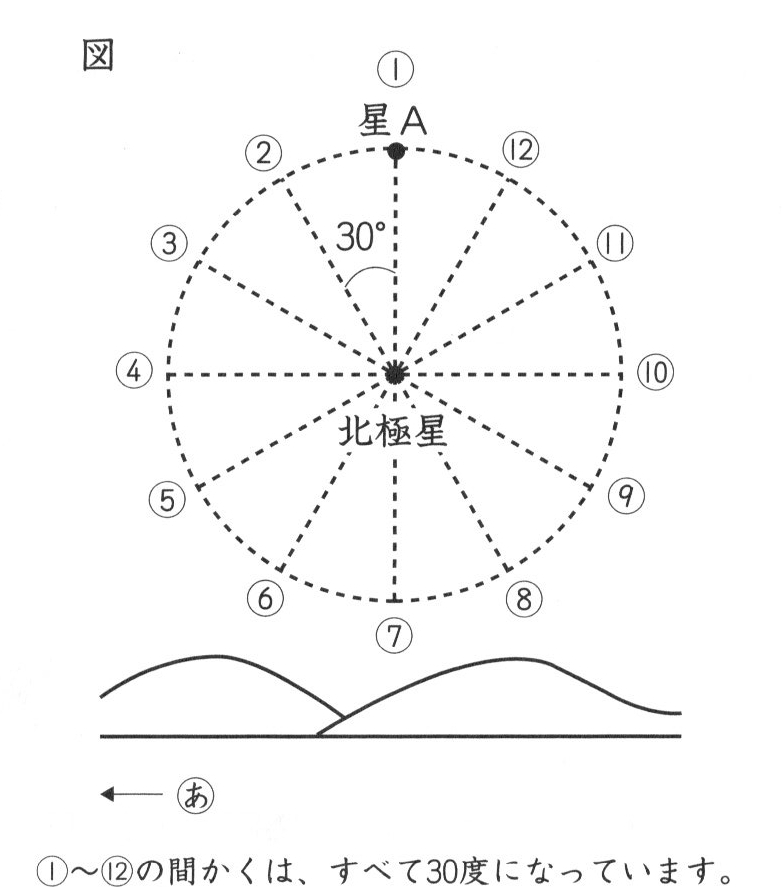 図
①
星A
②
⑫
30°
③
⑪
④
⑩
北極星
⑤
⑨
⑥
⑧
⑦
←あ
①～⑫の間かくは、すべて30度になっています。